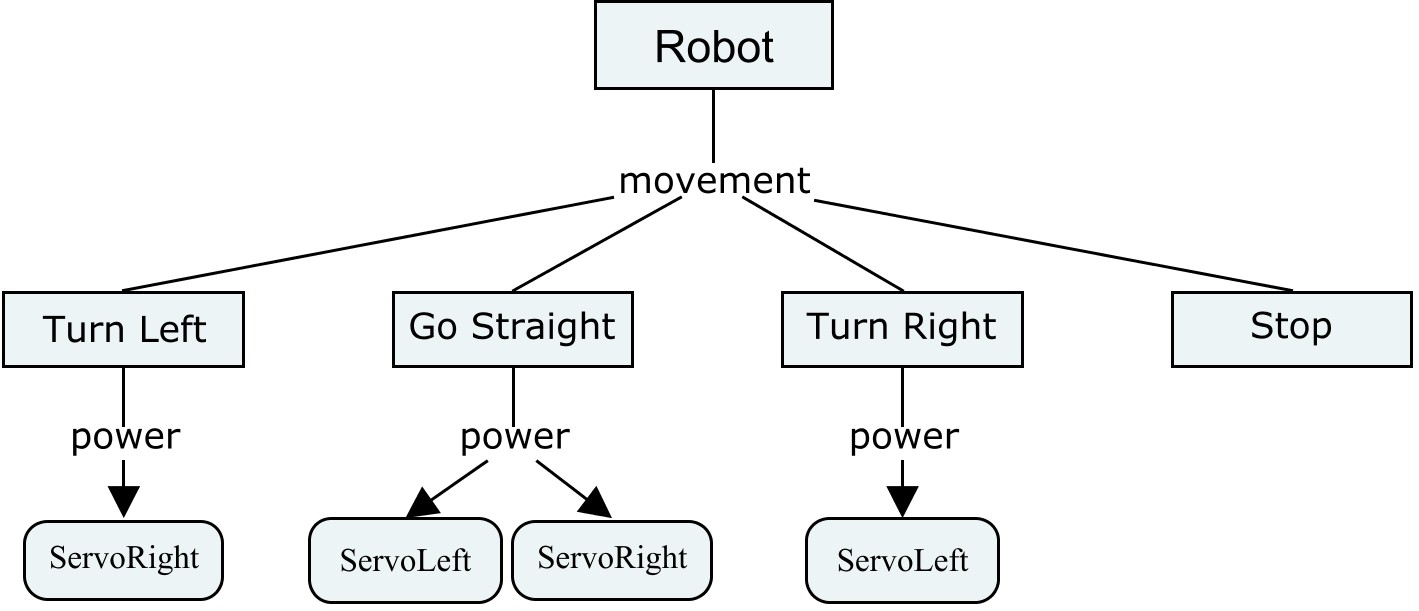 Robot
movement
Turn Left
Go Straight
Turn Right
Stop
power
power
power
ServoRight
ServoLeft
ServoRight
ServoLeft